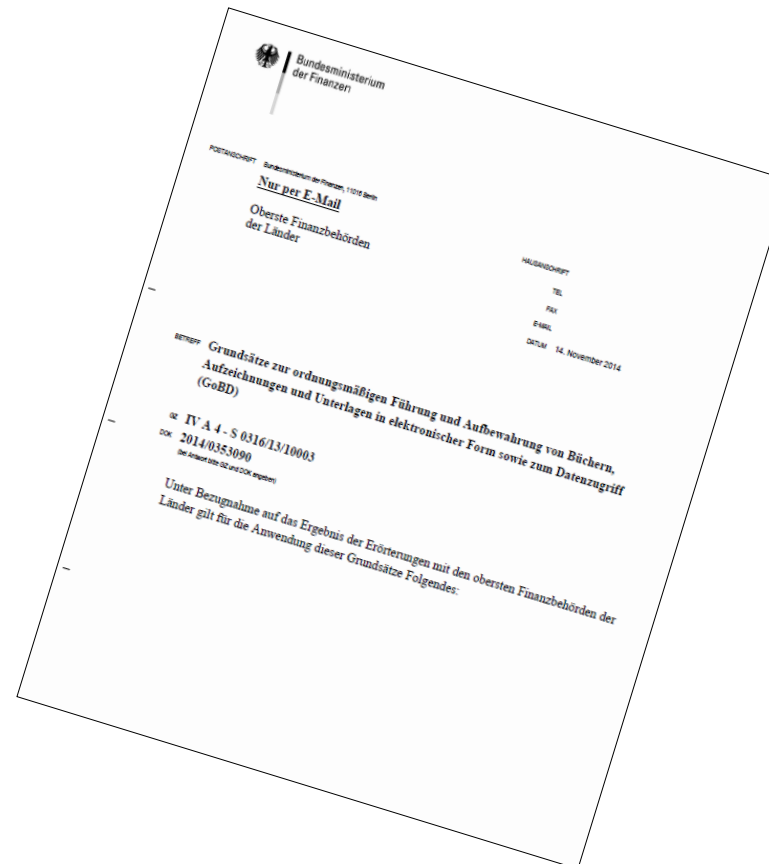 Bundesministerium
der Finanzen
POSTANSCHRIFT Bundesministerium der Finanzen, 11016 Berlin
Nur per E-Mail
Oberste Finanzbehörden
der Länder
HAUSANSCHRIFT
TEL
FAX
E-MAIL
DATUM 14. November 2014
BETREFF Grundsätze zur ordnungsmäßigen Führung und Aufbewahrung von Büchern,
Aufzeichnungen und Unterlagen in elektronischer Form sowie zum Datenzugriff
(GoBD)
GZ IV A 4 - S 0316/13/10003
DOK 2014/0353090
(bei Antwort bitte GZ und DOK angeben)
Unter Bezugnahme auf das Ergebnis der Erörterungen mit den obersten Finanzbehörden der
Länder gilt für die Anwendung dieser Grundsätze Folgendes: